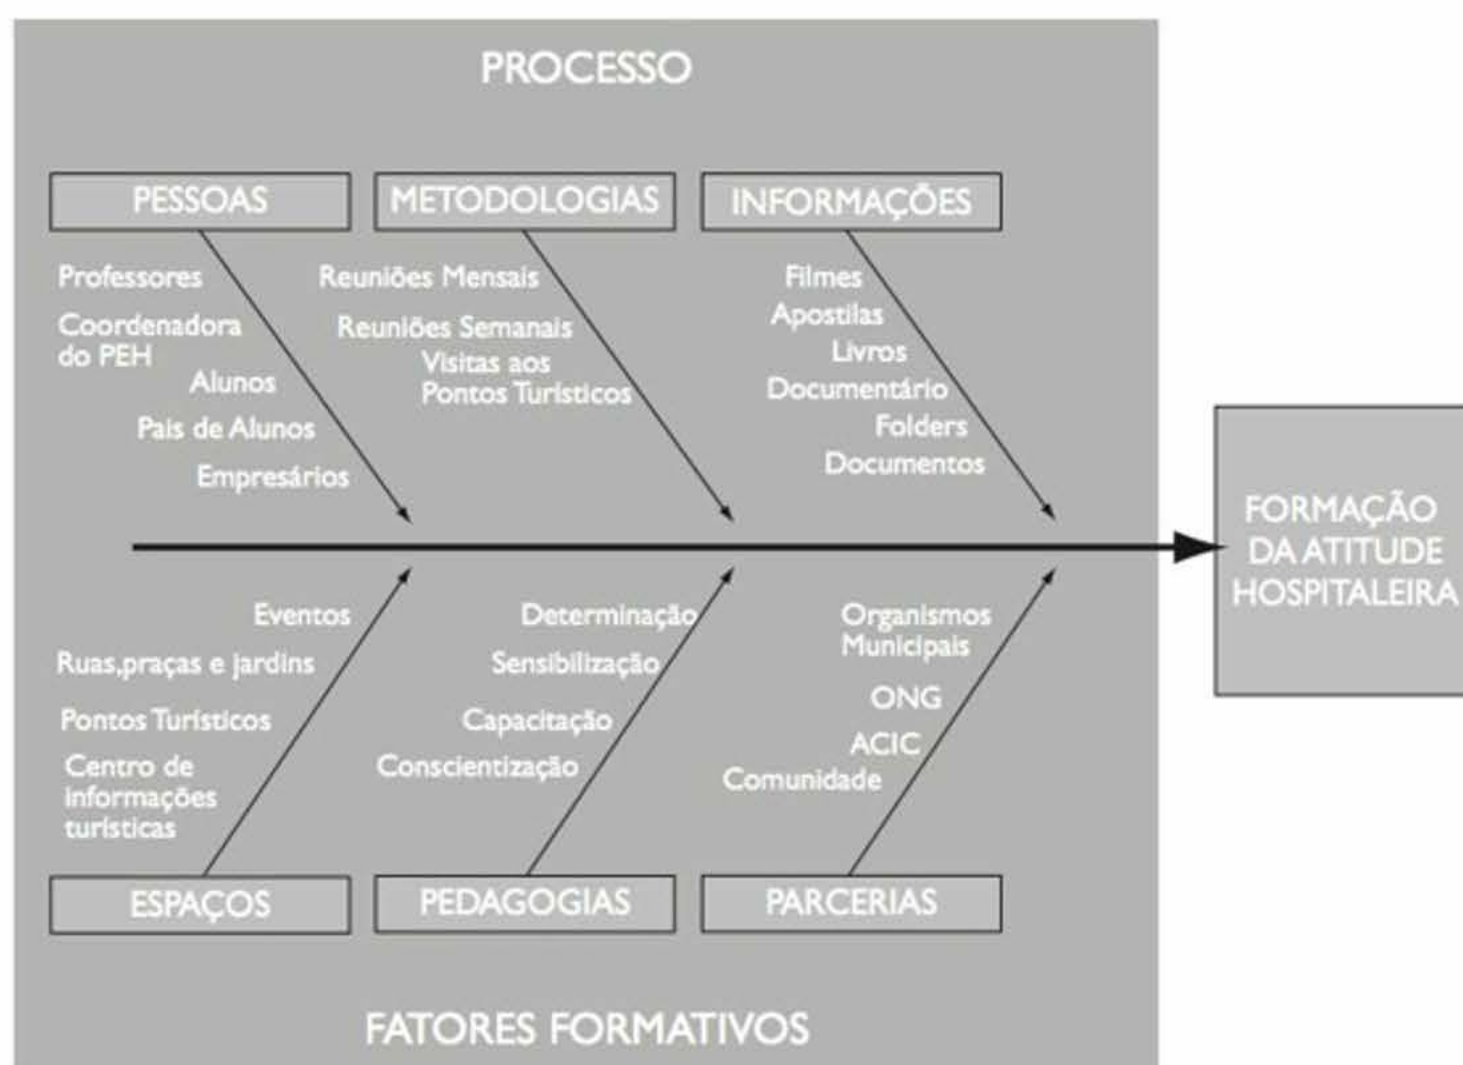 PROCESSO
PESSOAS
METODOLOGIAS
INFORMAÇÕES
Professores
Coordenadora
do PEH
Alunos
Pais de Alunos
Empresários
Reuniões Mensais
Reuniões Semanais
Visitas aos
Pontos Turísticos
Filmes
Apostilas
Livros
Documentário
Folders
Documentos
FORMAÇÃO
DA ATITUDE
HOSPITALEIRA
Eventos
Ruas,praças e jardins
Pontos Turísticos
Centro de
informações
turísticas
Determinação
Sensibilização
Capacitação
Conscientização
Organismos
Municipais
ONG
ACIC
Comunidade
ESPAÇOS
PEDAGOGIAS
PARCERIAS
FATORES FORMATIVOS